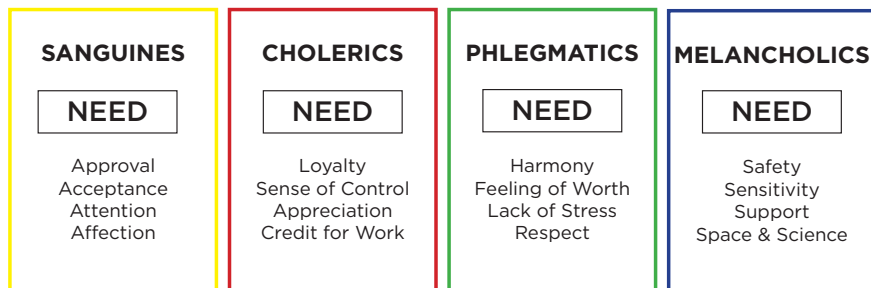 SANGUINES
NEED
Approval
Acceptance
Attention
Affection
CHOLERICS
NEED
Loyalty
Sense of Control
Appreciation
Credit for Work
PHLEGMATICS
NEED
Harmony
Feeling of Worth
Lack of Stress
Respect
MELANCHOLICS
NEED
Safety
Sensitivity
Support
Space & Science